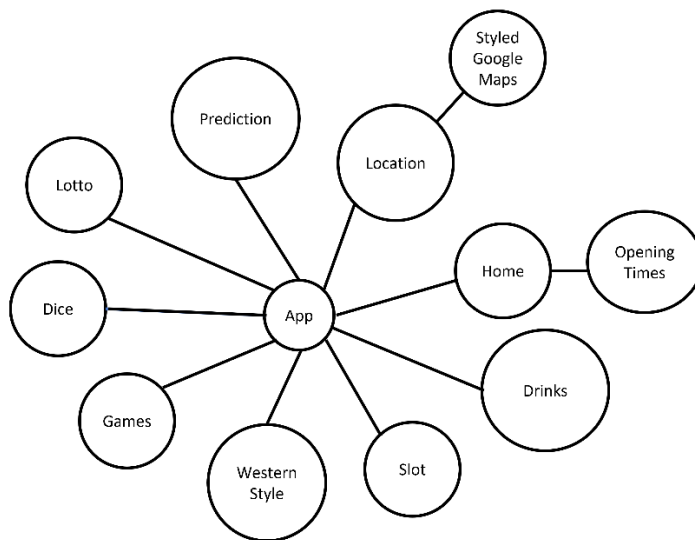 Styled
Google
Maps
Prediction
Location
Lotto
Home
Opening
Times
Dice
App
Drinks
Games
Western
Style
Slot